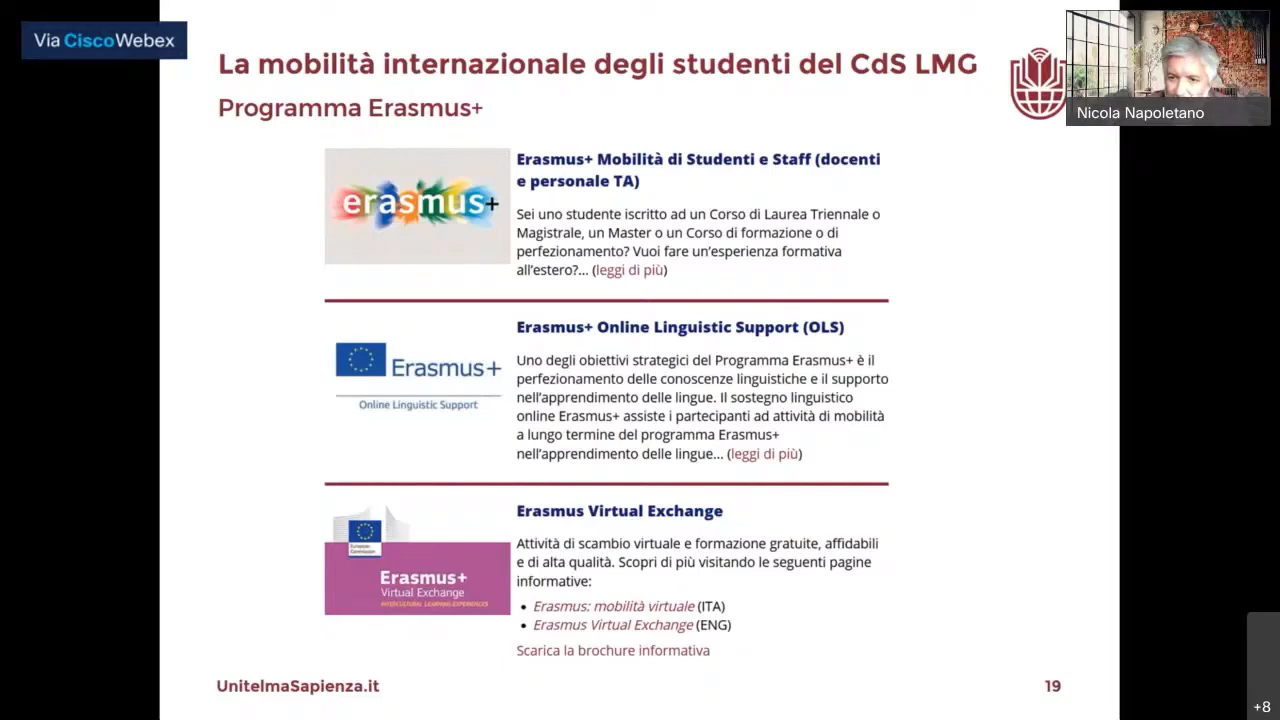 Via CiscoWebex
La mobilità internazionale degli studenti del CdS LMG
Programma Erasmus+
Nicola Napoletano
erasmus+
Erasmus+ Mobilità di Studenti e Staff (docenti
e personale TA)
Sei uno studente iscritto ad un Corso di Laurea Triennale o
Magistrale, un Master o un Corso di formazione o di
perfezionamento? Vuoi fare un'esperienza formativa
all'estero?... (leggi di più)
Erasmus+
Online Linguistic Support
Erasmus+ Online Linguistic Support (OLS)
Uno degli obiettivi strategici del Programma Erasmus+ è il
perfezionamento delle conoscenze linguistiche e il supporto
nell'apprendimento delle lingue. Il sostegno linguistico
online Erasmus+ assiste i partecipanti ad attività di mobilità
a lungo termine del programma Erasmus+
nell'apprendimento delle lingue... (leggi di più)
European
Commission
Erasmus+
Virtual Exchange
INTERCULTURAL LEARNING EXPERIENCES
Erasmus Virtual Exchange
Attività di scambio virtuale e formazione gratuite, affidabili
e di alta qualità. Scopri di più visitando le seguenti pagine
informative:
• Erasmus: mobilità virtuale (ITA)
• Erasmus Virtual Exchange (ENG)
Scarica la brochure informativa
UnitelmaSapienza.it
19
+8